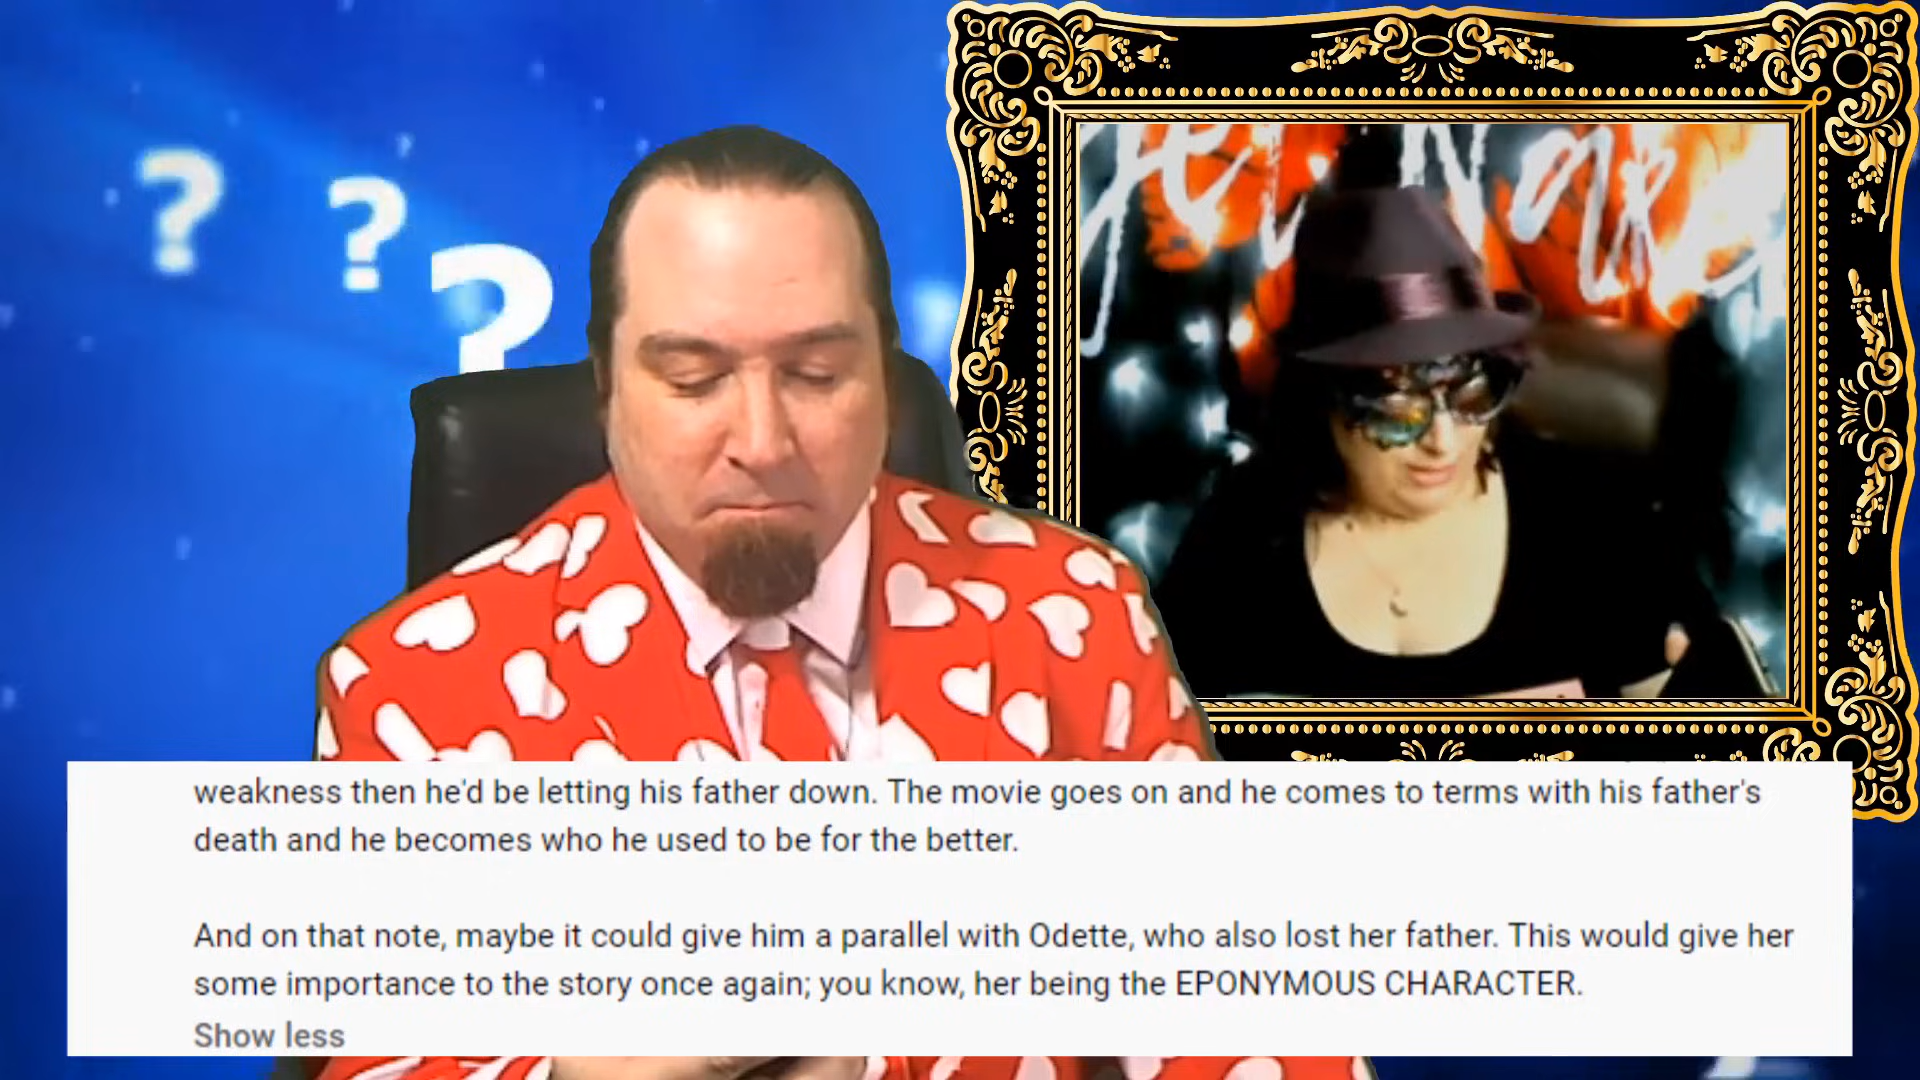 ?
?
?
weakness then he'd be letting his father down. The movie goes on and he comes to terms with his father's
death and he becomes who he used to be for the better.
And on that note, maybe it could give him a parallel with Odette, who also lost her father. This would give her
some importance to the story once again; you know, her being the EPONYMOUS CHARACTER.
Show less